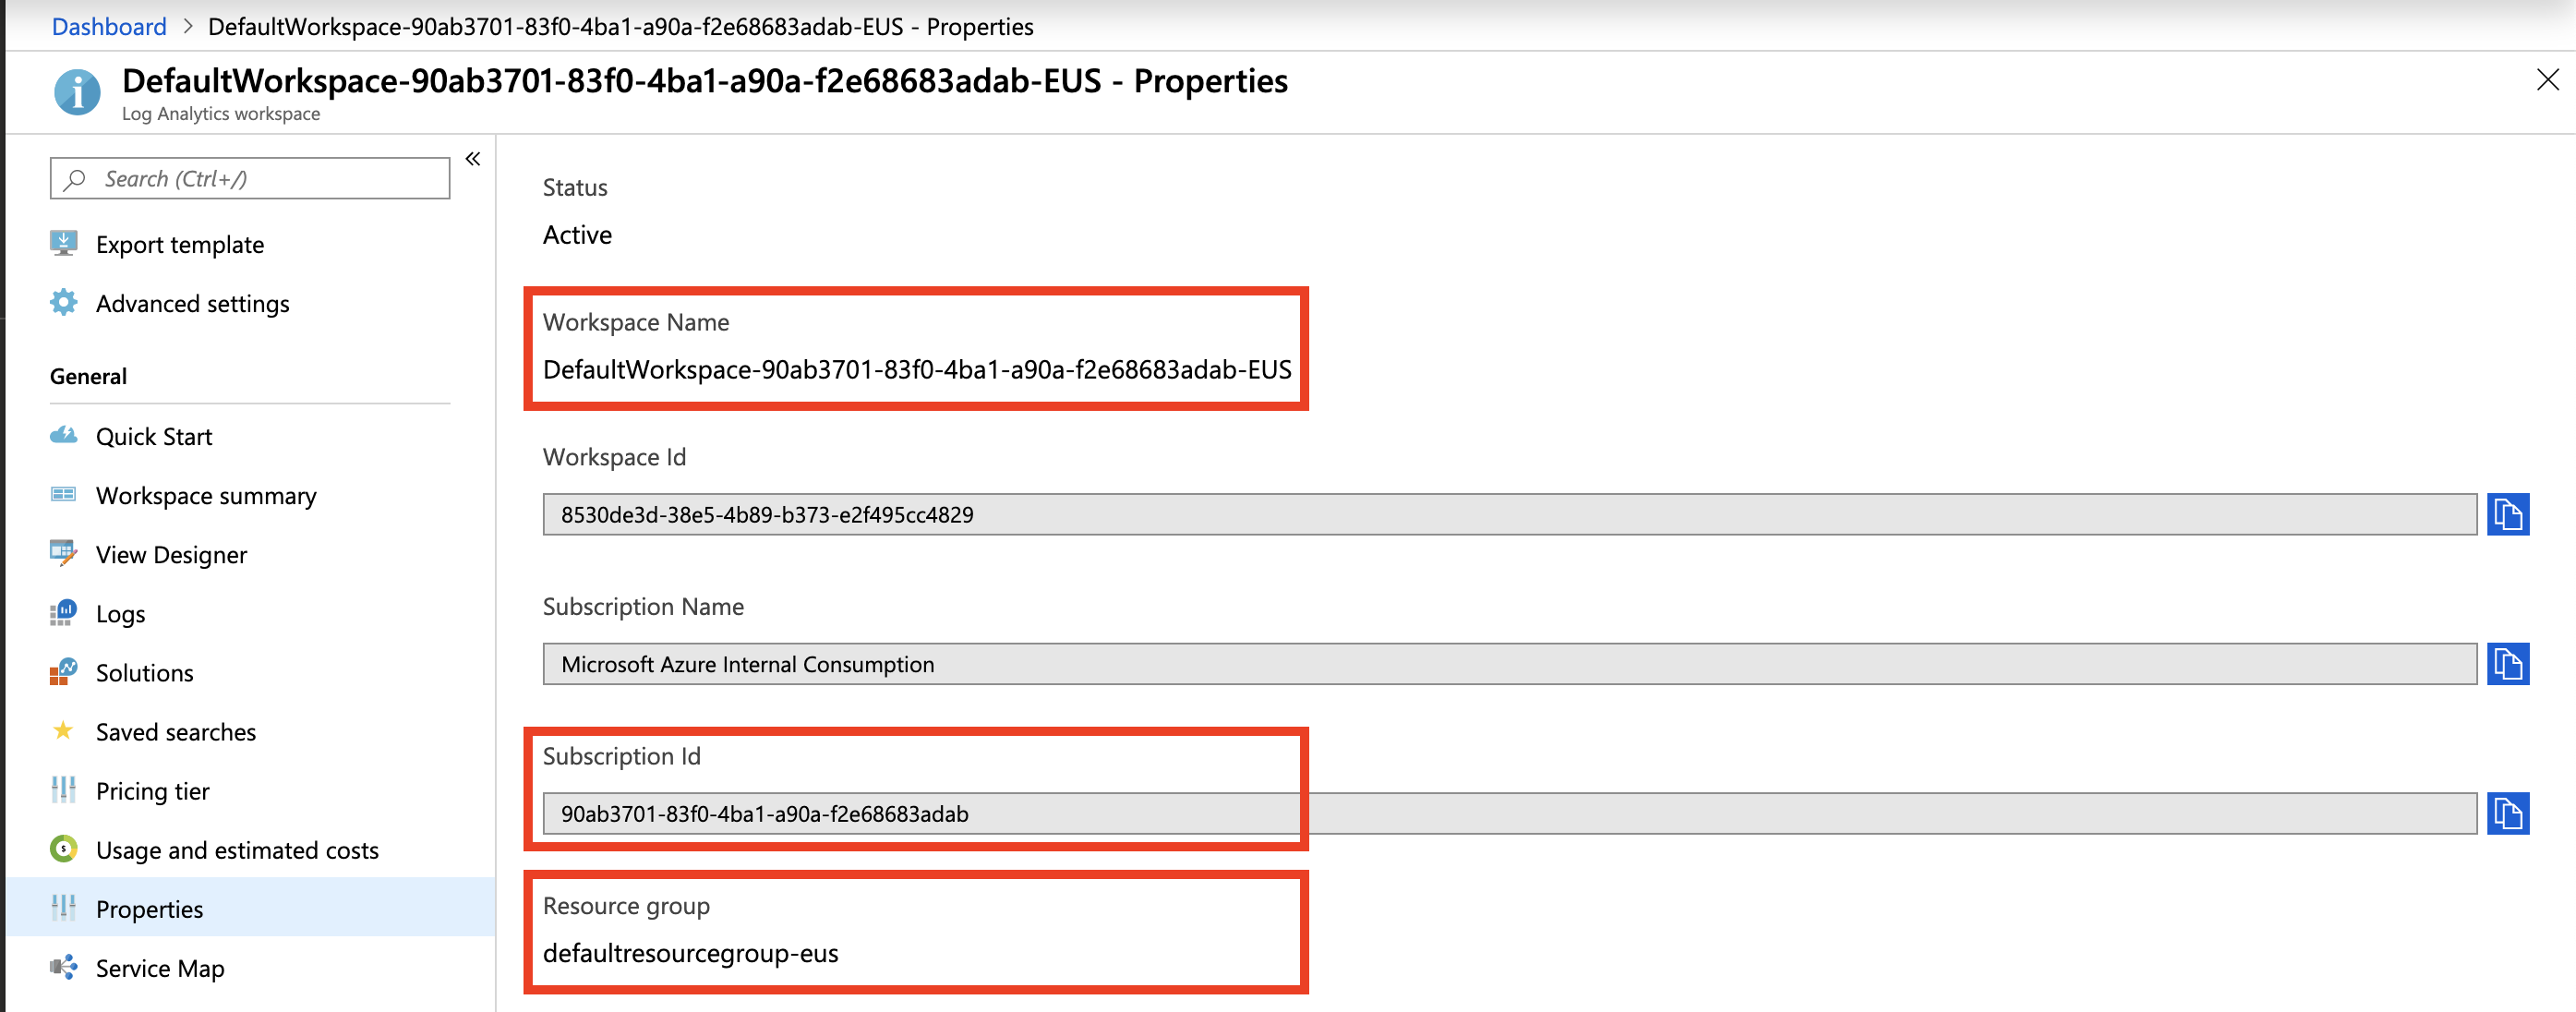 Dashboard > DefaultWorkspace-90ab3701-83f0-4ba1-a90a-f2e68683adab-EUS - Properties
DefaultWorkspace-90ab3701-83f0-4ba1-a90a-f2e68683adab-EUS - Properties
Log Analytics workspace
Search (Ctrl+/)
«
Export template
Advanced settings
General
Quick Start
Workspace summary
View Designer
Logs
Solutions
Saved searches
Pricing tier
Usage and estimated costs
Properties
Service Map
Status
Active
Workspace Name
DefaultWorkspace-90ab3701-83f0-4ba1-a90a-f2e68683adab-EUS
Workspace Id
8530de3d-38e5-4b89-b373-e2f495cc4829
Subscription Name
Microsoft Azure Internal Consumption
Subscription Id
90ab3701-83f0-4ba1-a90a-f2e68683adab
Resource group
defaultresourcegroup-eus